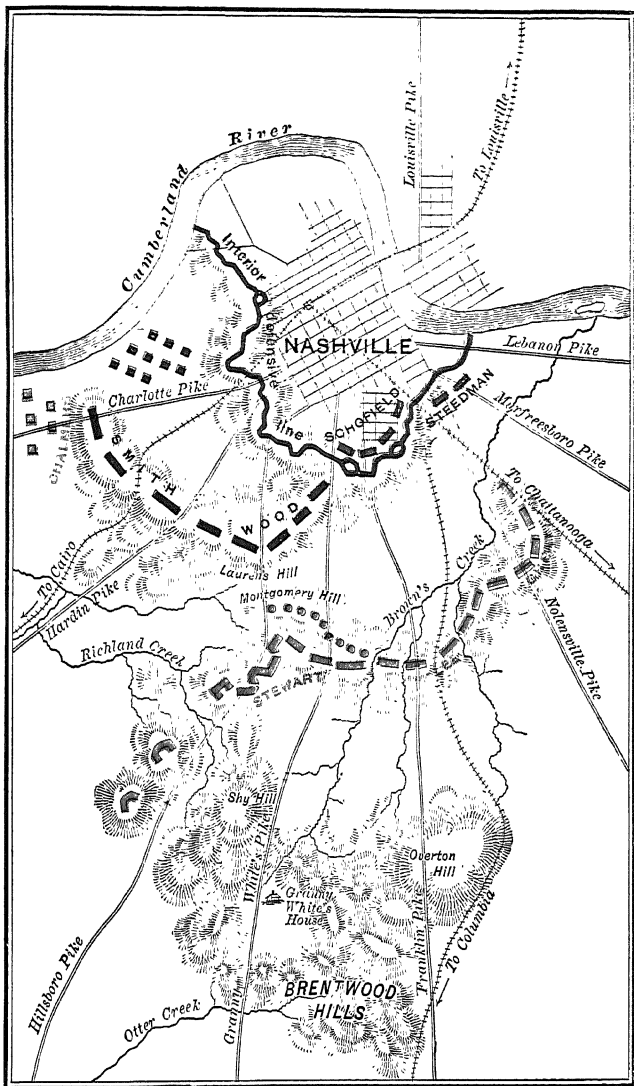 Louisville Pike
To Louisville
River
Cumberland
Interior
defensive
line
NASHVILLE
Lebanon Pike
SCHOFIELD
STEEDMAN
Murfreesboro Pike
Charlotte Pike
SMITH
WOOD
To Chattanooga
Laurens Hill
Montgomery Hill
Brown's
Creek
To Cairo
Hardin Pike
Nolensville Pike
Richland Creek
STEWART
LEE
Shy Hill
Granny White's Pike
Overton
Hill
Granny
White's
House
Franklin Pike
To Columbia
Hillsboro Pike
BRENTWOOD
HILLS
Otter Creek